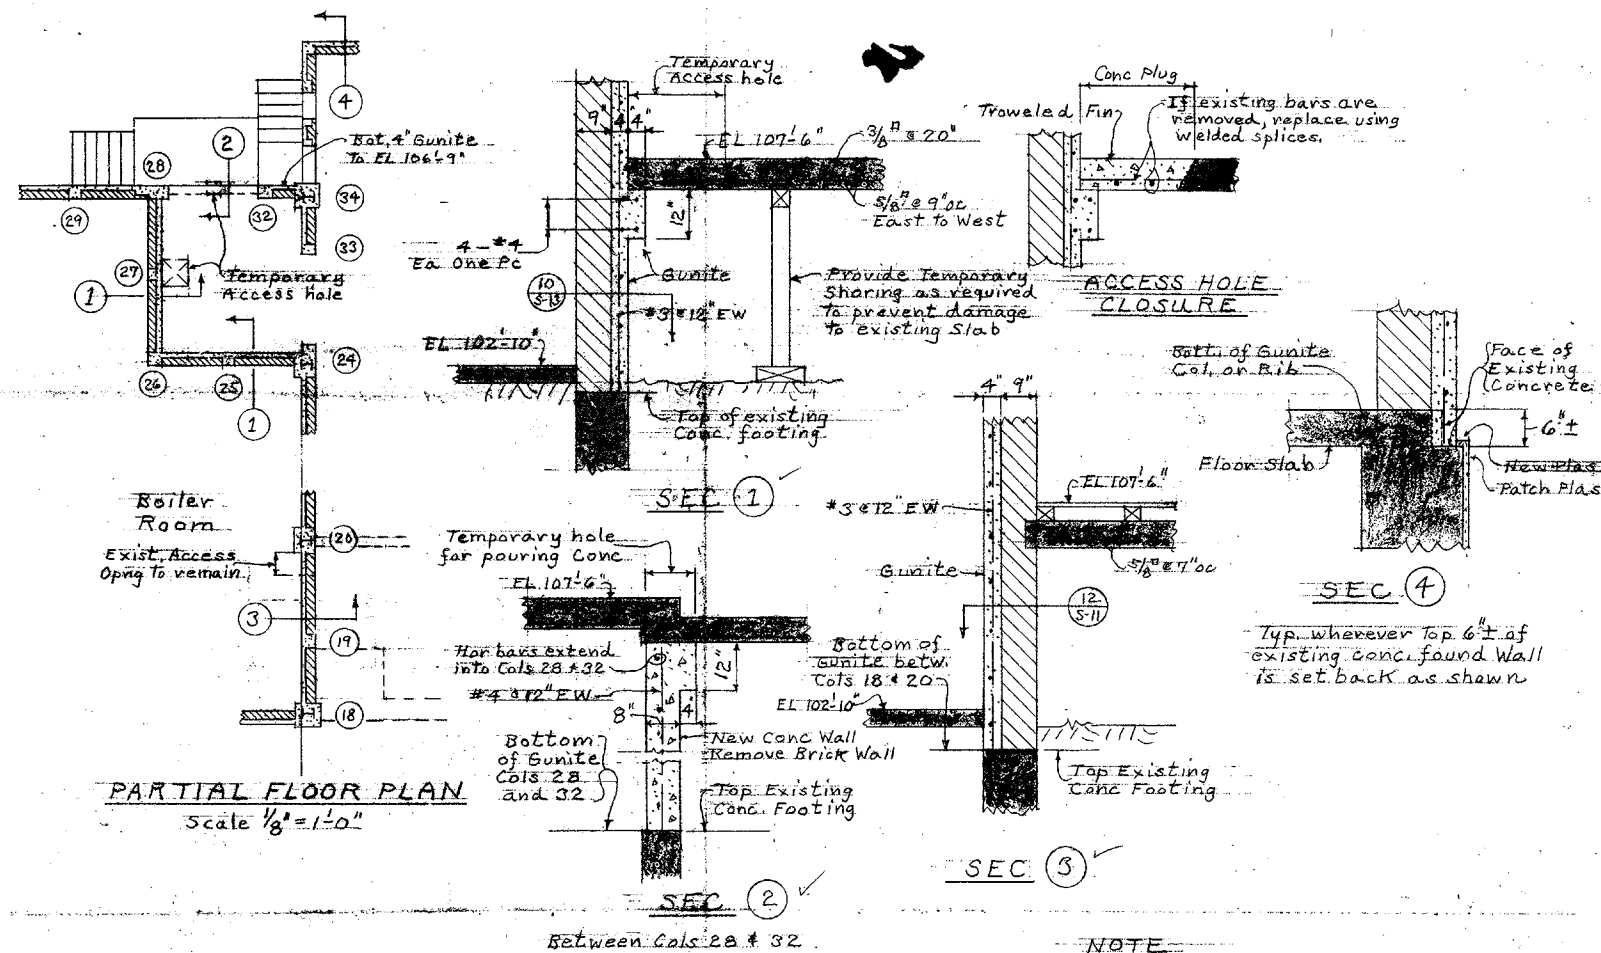 4
2
Bot. 4" Gunite
To EL 106'-9"
28
29
32
34
33
27
1
Temporary
Access hole
24
26
25
1
Boiler
Room
Exist. Access
Opng to remain
20
3
19
18
PARTIAL FLOOR PLAN
Scale 1/8" = 1'-0"
Temporary
Access hole
9"
4"
4"
EL 107'-6"
3/8"⌑ @ 20"
12"
5/8"⌑ @ 9"oc
East to West
4 - #4
Ea One Pc
Gunite
10
S-13
#3 @ 12" EW
Provide Temporary
Shoring as required
to prevent damage
to existing Slab
EL 102'-10"
Top of existing
Conc. footing
SEC 1
Conc Plug
Troweled Fin
If existing bars are
removed, replace using
welded splices.
ACCESS HOLE
CLOSURE
Temporary hole
for pouring Conc
EL 107'-6"
Hor bars extend
into Cols 28 & 32
#4 @ 12" EW
12"
8"
4"
New Conc Wall
Remove Brick Wall
Bottom
of Gunite
Cols 28
and 32
Top Existing
Conc. Footing
SEC 2
Between Cols 28 & 32
4" 9"
EL 107'-6"
#3 @ 12" EW
Gunite
5/8"⌑ @ 7"oc
12
S-11
Bottom of
Gunite betw.
Cols 18 & 20
EL 102'-10"
Top Existing
Conc Footing
SEC 3
Bott. of Gunite
Col. or Rib
Face of
Existing
Concrete
6"±
Floor Slab
New Plas
Patch Plas
SEC 4
Typ. wherever Top 6"± of
existing conc. found Wall
is set back as shown
NOTE